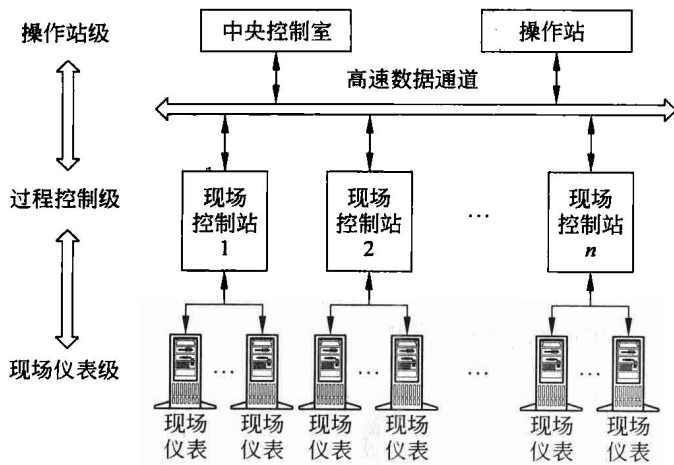 操作站级
中央控制室
操作站
高速数据通道
过程控制级
现场
控制站
1
现场
控制站
2
…
现场
控制站
n
现场仪表级
…
…
…
…
现场
仪表
现场
仪表
现场
仪表
现场
仪表
现场
仪表
现场
仪表